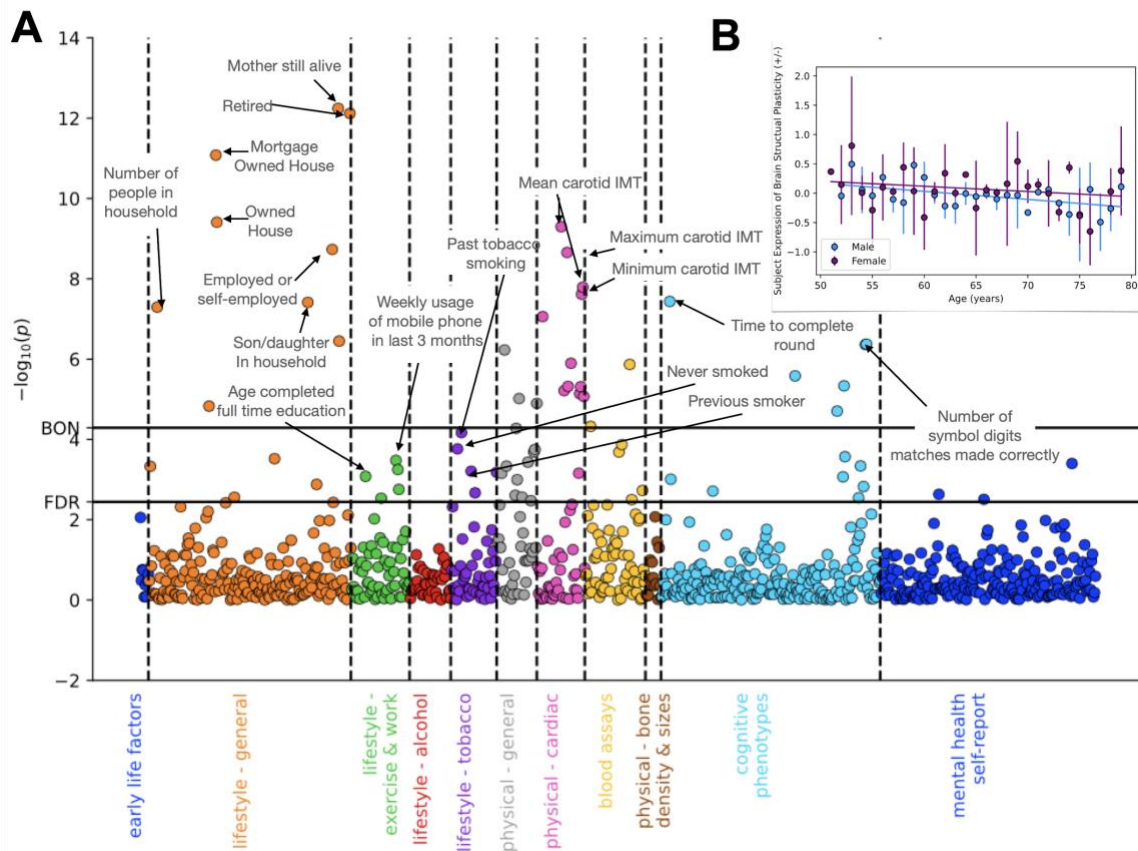 A
14
12
10
8
6
BON
4
FDR
2
0
−2
−log10(p)
Mother still alive
Retired
Mortgage
Owned House
Number of
people in
household
Owned
House
Employed or
self-employed
Son/daughter
In household
Age completed
full time education
Weekly usage
of mobile phone
in last 3 months
Past tobacco
smoking
Mean carotid IMT
Maximum carotid IMT
Minimum carotid IMT
Never smoked
Previous smoker
Time to complete
round
Number of
symbol digits
matches made correctly
early life factors
lifestyle - general
lifestyle -
exercise & work
lifestyle - alcohol
lifestyle - tobacco
physical - general
physical - cardiac
blood assays
physical - bone
density & sizes
cognitive
phenotypes
mental health
self-report
B
Subject Expression of Brain Structural Plasticity (+/-)
2.0
1.5
1.0
0.5
0.0
−0.5
−1.0
Male
Female
50 55 60 65 70 75 80
Age (years)